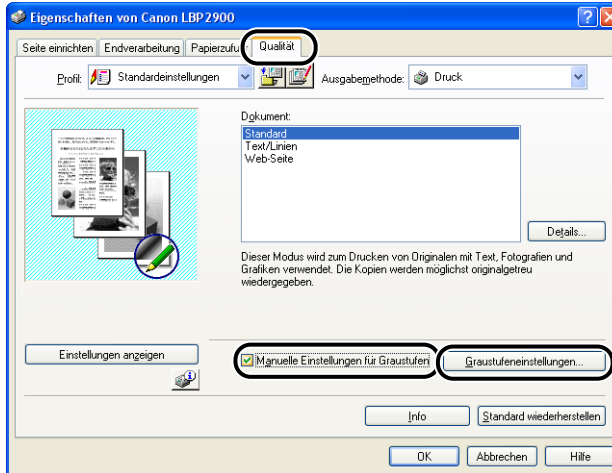 Eigenschaften von Canon LBP2900
Seite einrichten Endverarbeitung Papierzufu Qualität
Profil: Standardeinstellungen Ausgabemethode: Druck
Dokument:
Standard
Text/Linien
Web-Seite
Details...
Dieser Modus wird zum Drucken von Originalen mit Text, Fotografien und
Grafiken verwendet. Die Kopien werden möglichst originalgetreu
wiedergegeben.
Einstellungen anzeigen
Manuelle Einstellungen für Graustufen Graustufeneinstellungen...
Info Standard wiederherstellen
OK Abbrechen Hilfe